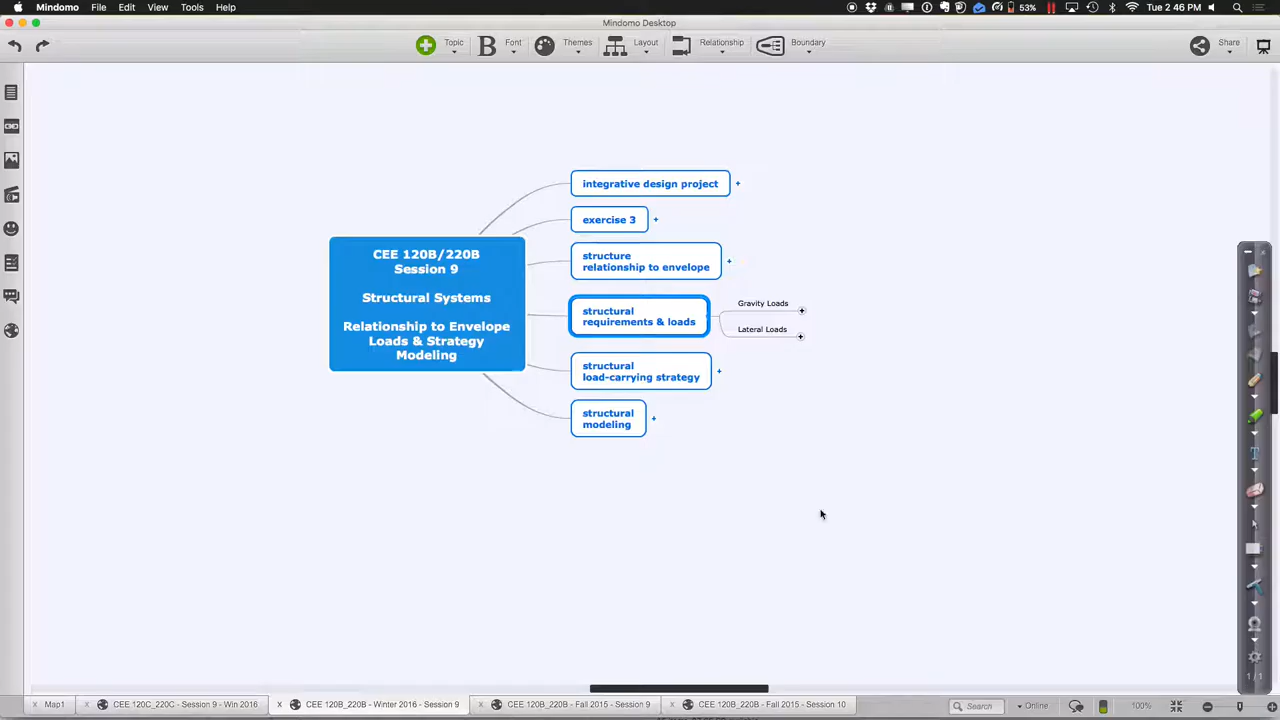 Mindomo File Edit View Tools Help 53% Tue 2.46 PM
Mindomo Desktop
Topic Font Themes Layout Relationship Boundary Share
integrative design project
exercise 3
CEE 120B/220B
Session 9
Structural Systems
Relationship to Envelope
Loads & Strategy
Modeling
structure
relationship to envelope
structural
requirements & loads
Gravity Loads
Lateral Loads
structural
load-carrying strategy
structural
modeling
1 / 1
Map1 CEE 120C_220C - Session 9 - Win 2018 CEE 120B_220B - Winter 2016 - Session 9 CEE 120B_220B - Fall 2015 - Session 9 CEE 120B_220B - Fall 2015 - Session 10 Search Online 100%